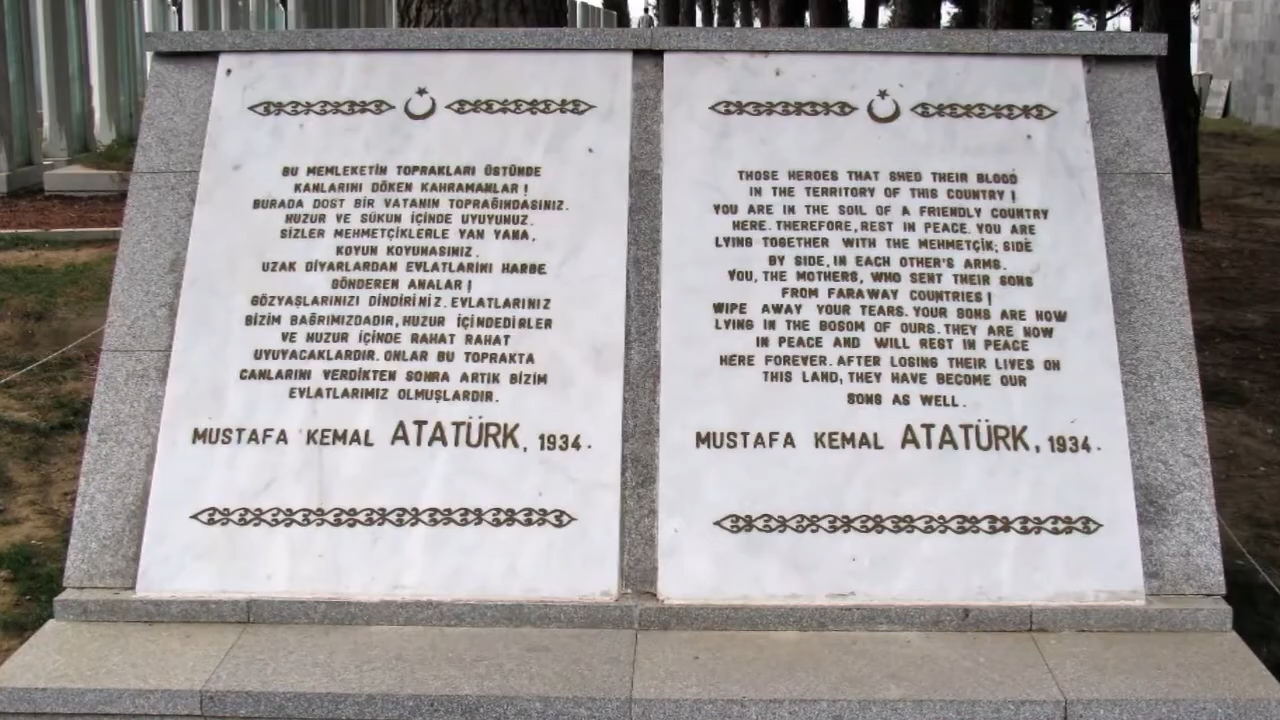 BU MEMLEKETİN TOPRAKLARI ÜSTÜNDE
KANLARINI DÖKEN KAHRAMANLAR !
BURADA DOST BİR VATANIN TOPRAĞINDASINIZ.
HUZUR VE SÜKUN İÇİNDE UYUYUNUZ.
SİZLER MEHMETÇİKLERLE YAN YANA,
KOYUN KOYUNASINIZ.
UZAK DİYARLARDAN EVLATLARINI HARBE
GÖNDEREN ANALAR !
GÖZYAŞLARINIZI DİNDİRİNİZ. EVLATLARINIZ
BİZİM BAĞRIMIZDADIR, HUZUR İÇİNDEDİRLER
VE HUZUR İÇİNDE RAHAT RAHAT
UYUYACAKLARDIR. ONLAR BU TOPRAKTA
CANLARINI VERDİKTEN SONRA ARTIK BİZİM
EVLATLARIMIZ OLMUŞLARDIR.
MUSTAFA KEMAL ATATÜRK, 1934.
THOSE HEROES THAT SHED THEIR BLOOD
IN THE TERRITORY OF THIS COUNTRY !
YOU ARE IN THE SOIL OF A FRIENDLY COUNTRY
HERE. THEREFORE, REST IN PEACE. YOU ARE
LYING TOGETHER WITH THE MEHMETÇİK, SIDE
BY SIDE, IN EACH OTHER'S ARMS.
YOU, THE MOTHERS, WHO SENT THEIR SONS
FROM FARAWAY COUNTRIES !
WIPE AWAY YOUR TEARS. YOUR SONS ARE NOW
LYING IN THE BOSOM OF OURS. THEY ARE NOW
IN PEACE AND WILL REST IN PEACE
HERE FOREVER. AFTER LOSING THEIR LIVES ON
THIS LAND, THEY HAVE BECOME OUR
SONS AS WELL.
MUSTAFA KEMAL ATATÜRK, 1934.